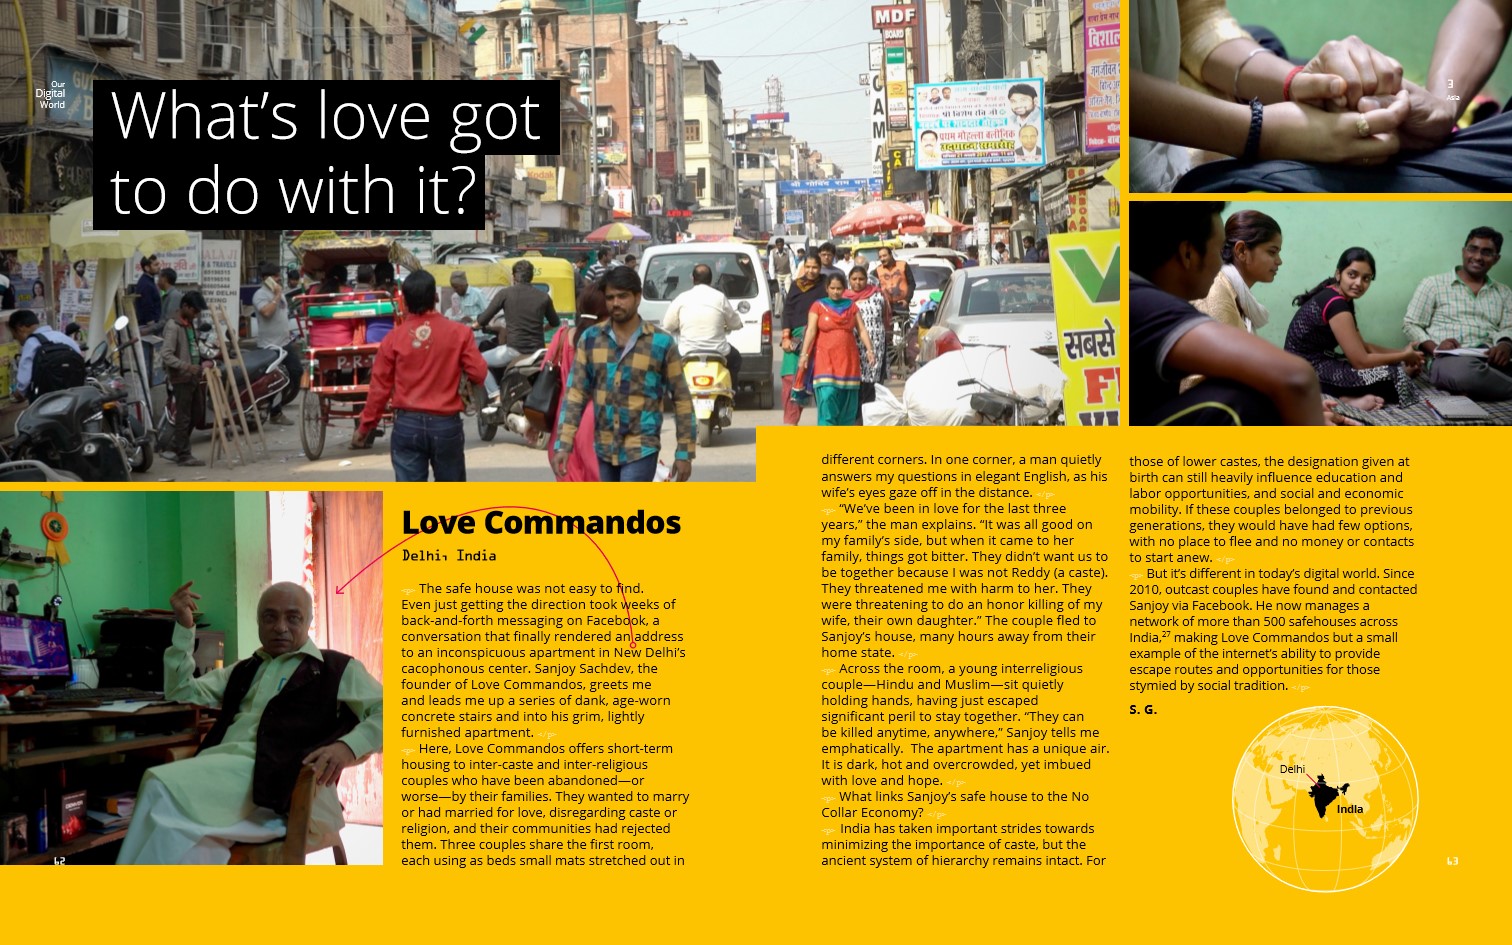 Our
Digital
World
What’s love got
to do with it?
3
Asia
MDF
BOARD
Kodak
P-R-T
सबसे
Love Commandos
Delhi, India
<p> The safe house was not easy to find.
Even just getting the direction took weeks of
back-and-forth messaging on Facebook, a
conversation that finally rendered an address
to an inconspicuous apartment in New Delhi’s
cacophonous center. Sanjoy Sachdev, the
founder of Love Commandos, greets me
and leads me up a series of dank, age-worn
concrete stairs and into his grim, lightly
furnished apartment. </p>
<p> Here, Love Commandos offers short-term
housing to inter-caste and inter-religious
couples who have been abandoned—or
worse—by their families. They wanted to marry
or had married for love, disregarding caste or
religion, and their communities had rejected
them. Three couples share the first room,
each using as beds small mats stretched out in
different corners. In one corner, a man quietly
answers my questions in elegant English, as his
wife’s eyes gaze off in the distance. </p>
<p> “We’ve been in love for the last three
years,” the man explains. “It was all good on
my family’s side, but when it came to her
family, things got bitter. They didn’t want us to
be together because I was not Reddy (a caste).
They threatened me with harm to her. They
were threatening to do an honor killing of my
wife, their own daughter.” The couple fled to
Sanjoy’s house, many hours away from their
home state. </p>
<p> Across the room, a young interreligious
couple—Hindu and Muslim—sit quietly
holding hands, having just escaped
significant peril to stay together. “They can
be killed anytime, anywhere,” Sanjoy tells me
emphatically.  The apartment has a unique air.
It is dark, hot and overcrowded, yet imbued
with love and hope. </p>
<p> What links Sanjoy’s safe house to the No
Collar Economy? </p>
<p> India has taken important strides towards
minimizing the importance of caste, but the
ancient system of hierarchy remains intact. For
those of lower castes, the designation given at
birth can still heavily influence education and
labor opportunities, and social and economic
mobility. If these couples belonged to previous
generations, they would have had few options,
with no place to flee and no money or contacts
to start anew. </p>
<p> But it’s different in today’s digital world. Since
2010, outcast couples have found and contacted
Sanjoy via Facebook. He now manages a
network of more than 500 safehouses across
India,²⁷ making Love Commandos but a small
example of the internet’s ability to provide
escape routes and opportunities for those
stymied by social tradition. </p>
S. G.
Delhi
India
62
63